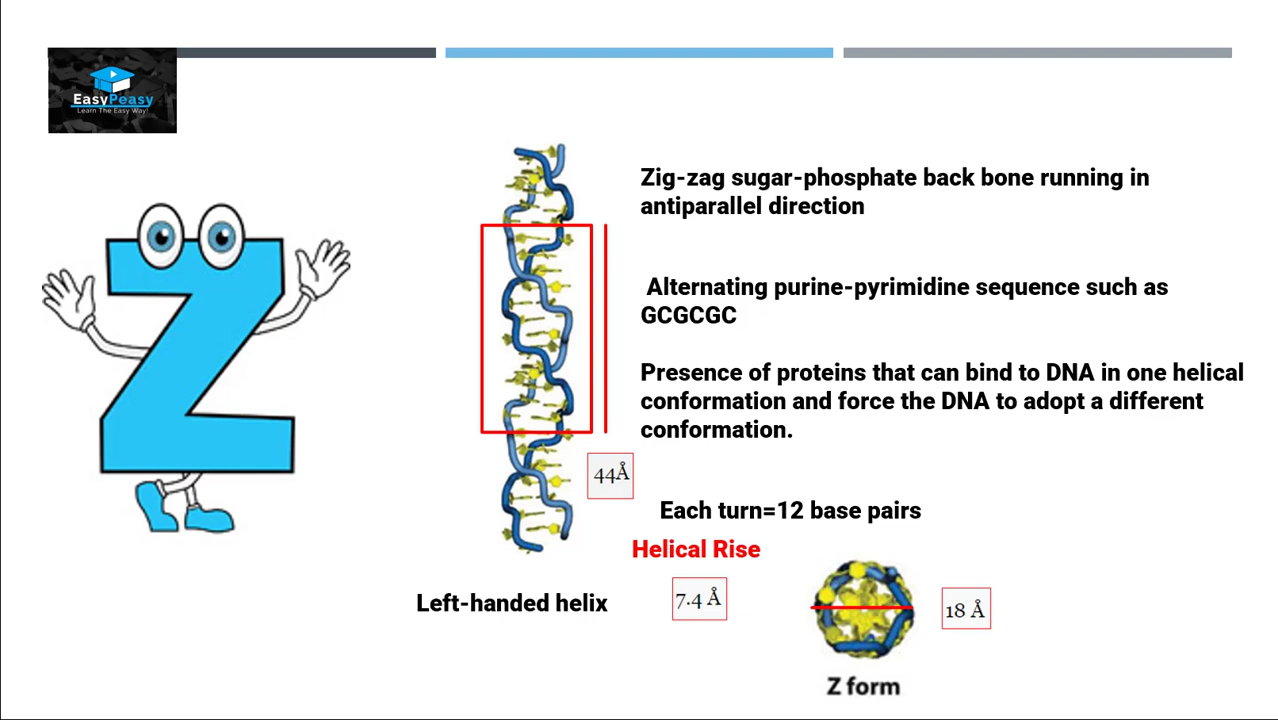 EasyPeasy
Learn The Easy Way!
Zig-zag sugar-phosphate back bone running in
antiparallel direction
Alternating purine-pyrimidine sequence such as
GCGCGC
Presence of proteins that can bind to DNA in one helical
conformation and force the DNA to adopt a different
conformation.
44Å
Each turn=12 base pairs
Helical Rise
Left-handed helix
7.4 Å
18 Å
Z form